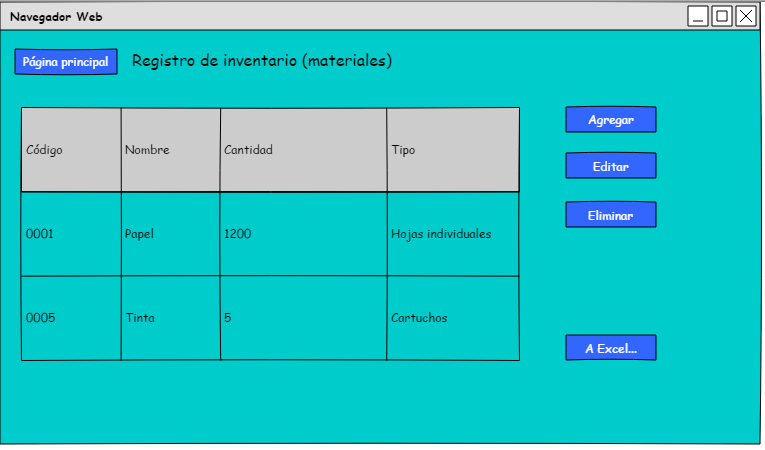 Navegador Web
Página principal Registro de inventario (materiales)
Código Nombre Cantidad Tipo
0001 Papel 1200 Hojas individuales
0005 Tinta 5 Cartuchos
Agregar
Editar
Eliminar
A Excel...